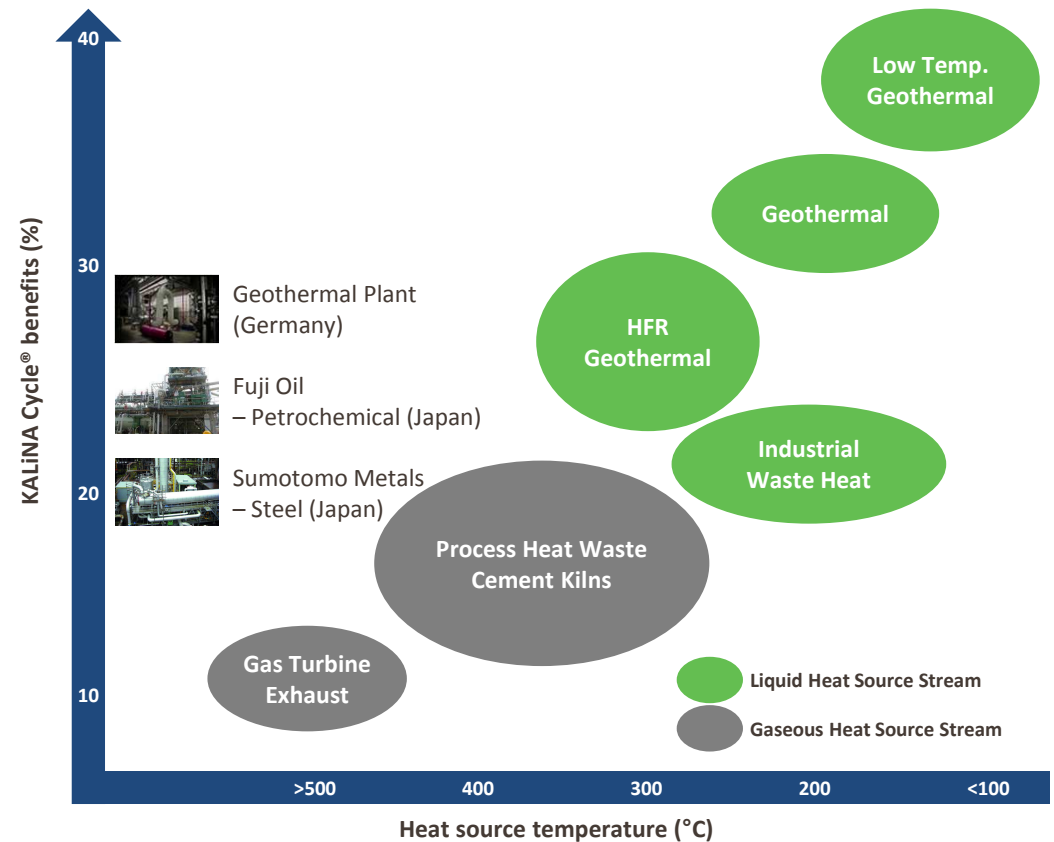 KALiNA Cycle® benefits (%)
40
30
20
10
Low Temp.
Geothermal
Geothermal
HFR
Geothermal
Industrial
Waste Heat
Process Heat Waste
Cement Kilns
Gas Turbine
Exhaust
Geothermal Plant
(Germany)
Fuji Oil
– Petrochemical (Japan)
Sumotomo Metals
– Steel (Japan)
Liquid Heat Source Stream
Gaseous Heat Source Stream
>500
400
300
200
<100
Heat source temperature (°C)